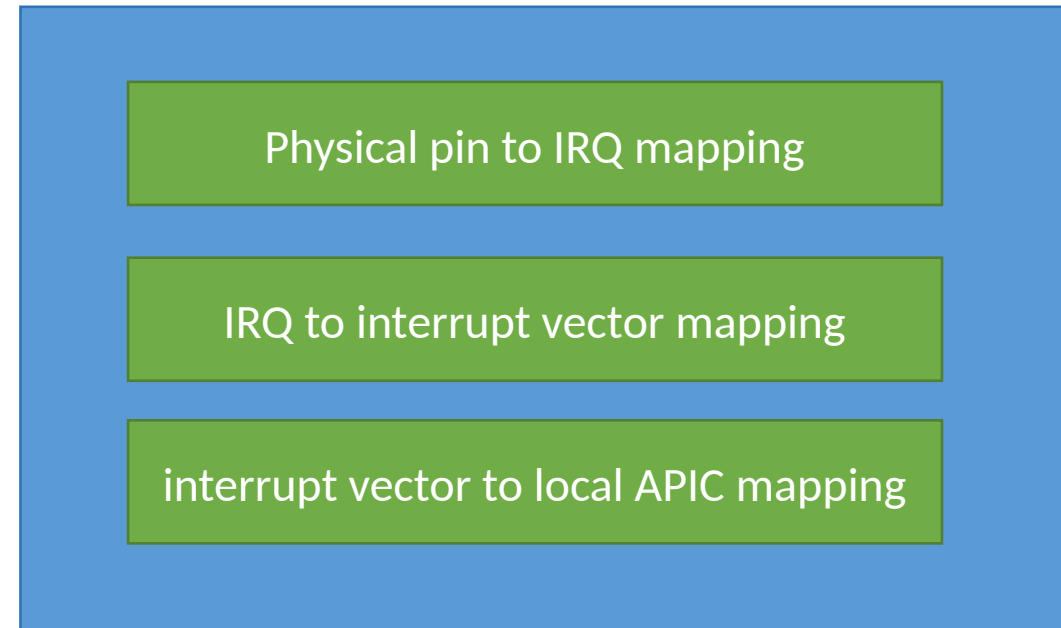 Physical pin to IRQ mapping
IRQ to interrupt vector mapping
interrupt vector to local APIC mapping